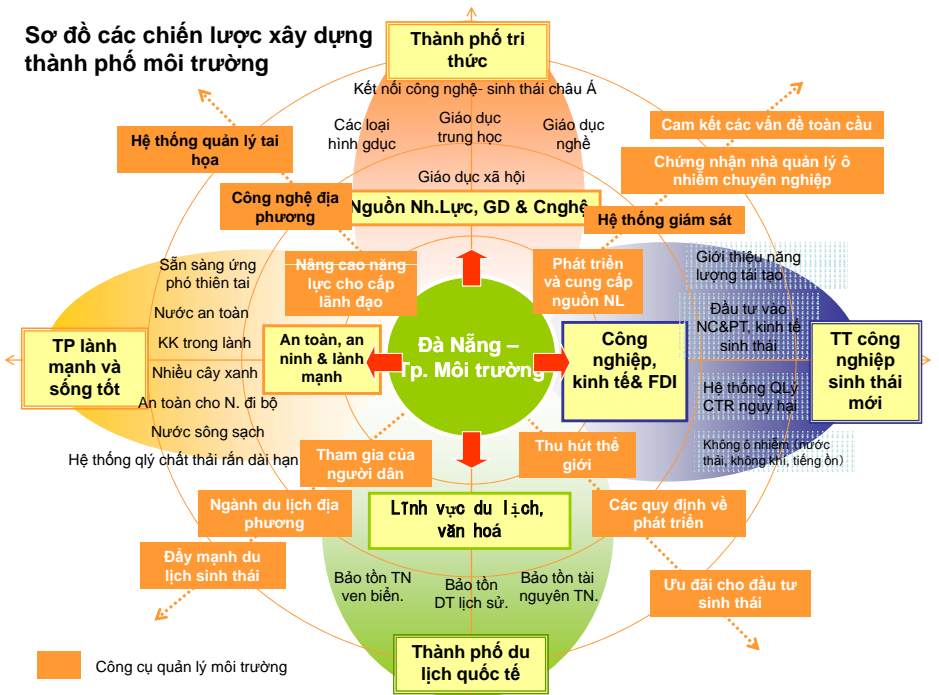 Sơ đồ các chiến lược xây dựng
thành phố môi trường
Thành phố tri
thức
Kết nối công nghệ- sinh thái châu Á
Các loại
hình gdục
Giáo dục
trung học
Giáo dục
nghề
Giáo dục xã hội
Nguồn Nh.Lực, GD & Cnghệ
Hệ thống quản lý tai
họa
Công nghệ địa
phương
Nâng cao năng
lực cho cấp
lãnh đạo
Cam kết các vấn đề toàn cầu
Chứng nhận nhà quản lý ô
nhiễm chuyên nghiệp
Hệ thống giám sát
Phát triển
và cung cấp
nguồn NL
Sẵn sàng ứng
phó thiên tai
Nước an toàn
KK trong lành
Nhiều cây xanh
An toàn cho N. đi bộ
Nước sông sạch
Hệ thống qlý chất thải rắn dài hạn
TP lành
mạnh và
sống tốt
An toàn, an
ninh & lành
mạnh
Đà Nẵng –
Tp. Môi trường
Công
nghiệp,
kinh tế& FDI
Giới thiệu năng
lượng tái tạo
Đầu tư vào
NC&PT, kinh tế
sinh thái
Hệ thống QLý
CTR nguy hại
Không ô nhiễm (nước
thải, không khí, tiếng ồn)
TT công
nghiệp
sinh thái
mới
Tham gia của
người dân
Ngành du lịch địa
phương
Đẩy mạnh du
lịch sinh thái
Thu hút thế
giới
Các quy định về
phát triển
Ưu đãi cho đầu tư
sinh thái
Lĩnh vực du lịch,
văn hoá
Bảo tồn TN
ven biển.
Bảo tồn
DT lịch sử.
Bảo tồn tài
nguyên TN.
Thành phố du
lịch quốc tế
Công cụ quản lý môi trường